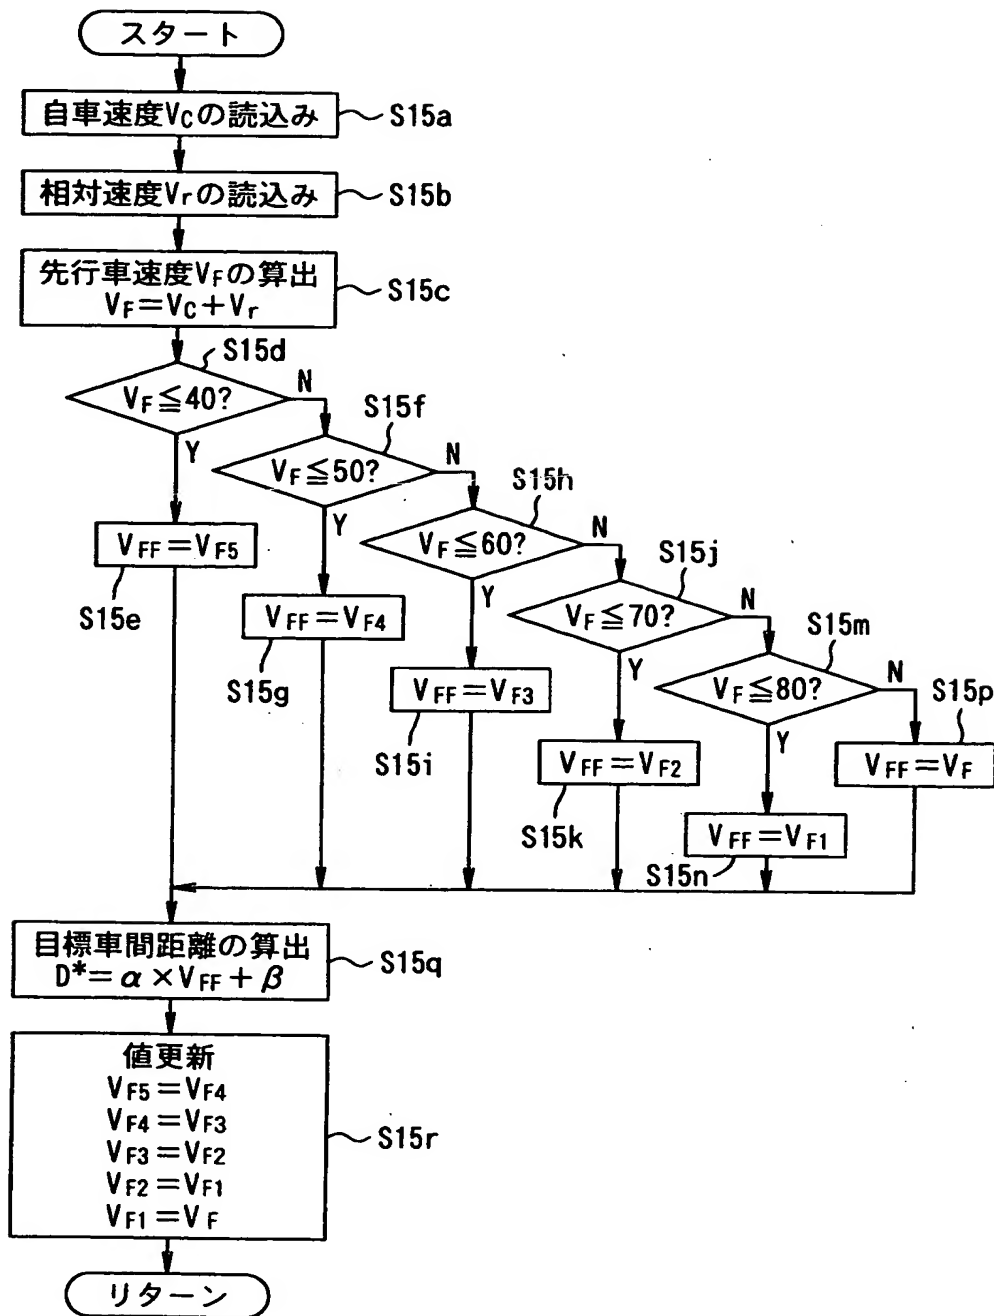 スタート
自車速度VCの読込み
S15a
相対速度Vrの読込み
S15b
先行車速度VFの算出
VF=VC+Vr
S15c
S15d
VF≦40?
N
Y
S15f
VF≦50?
N
Y
S15h
VF≦60?
N
Y
S15j
VF≦70?
N
Y
S15m
VF≦80?
N
Y
S15p
VFF=VF5
S15e
VFF=VF4
S15g
VFF=VF3
S15i
VFF=VF2
S15k
VFF=VF1
S15n
VFF=VF
目標車間距離の算出
D*=α×VFF+β
S15q
値更新
VF5=VF4
VF4=VF3
VF3=VF2
VF2=VF1
VF1=VF
S15r
リターン